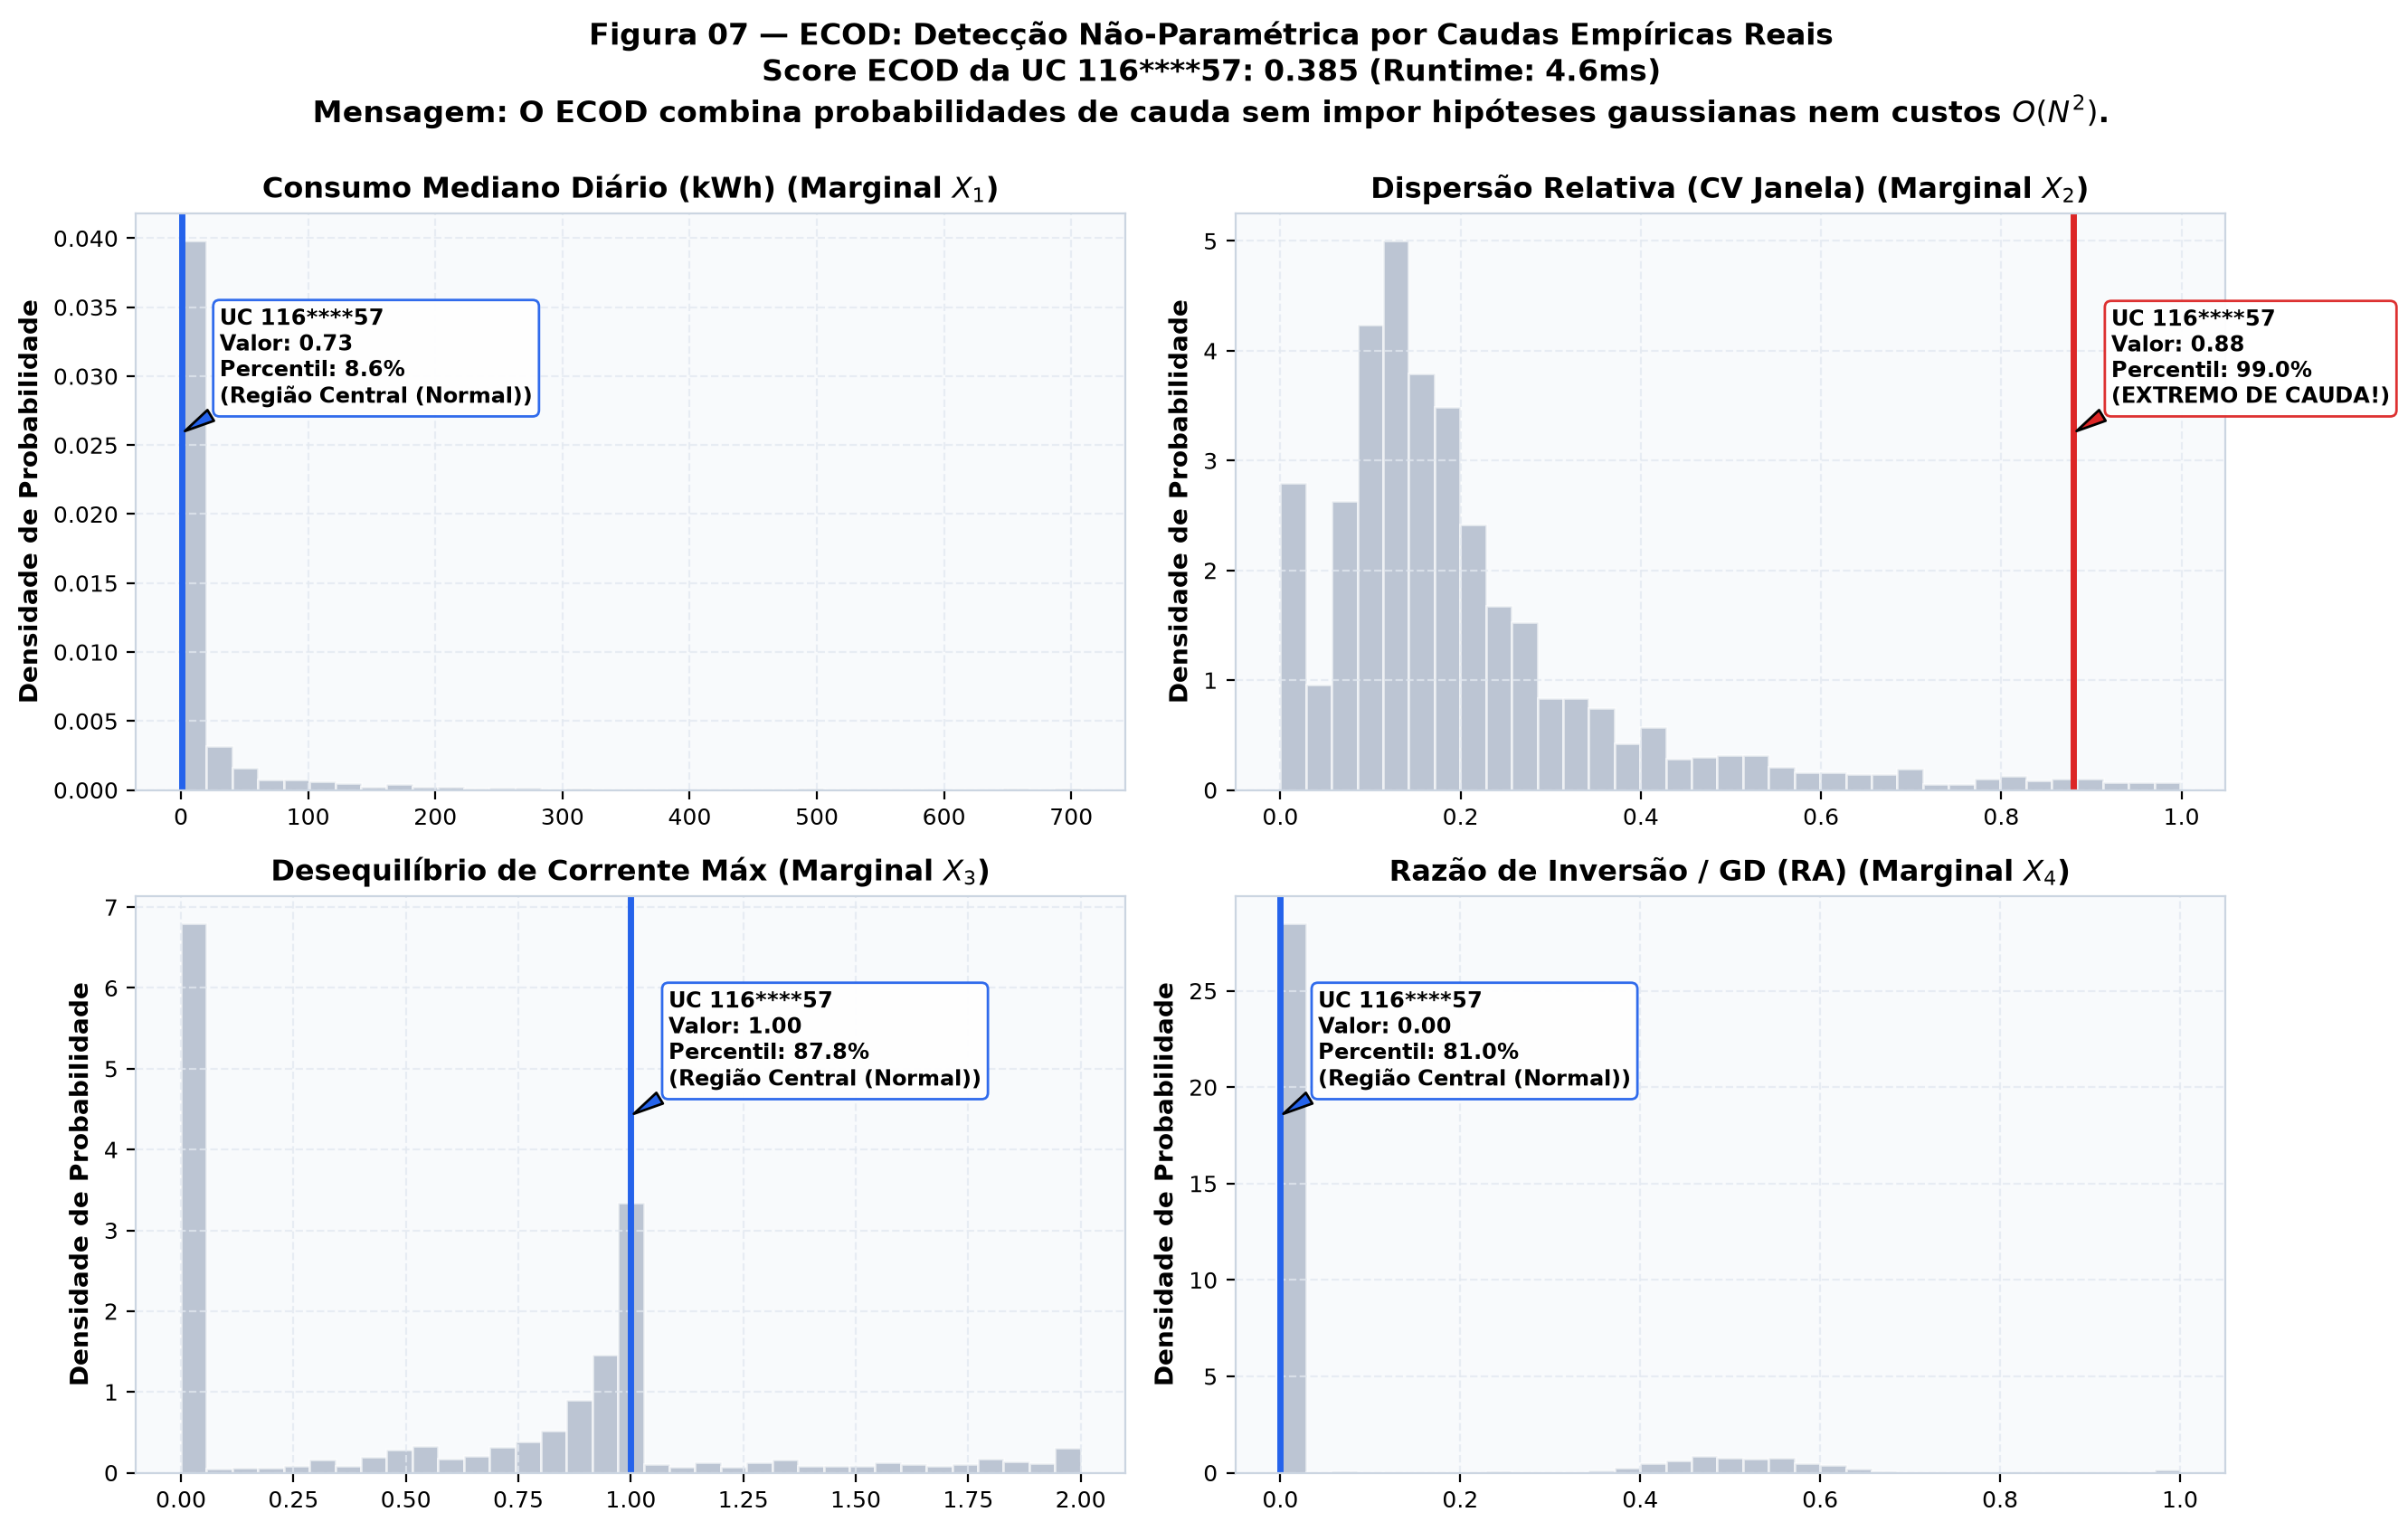 Figura 07 — ECOD: Detecção Não-Paramétrica por Caudas Empíricas Reais
Score ECOD da UC 116****57: 0.385 (Runtime: 4.6ms)
Mensagem: O ECOD combina probabilidades de cauda sem impor hipóteses gaussianas nem custos O(N²).
Consumo Mediano Diário (kWh) (Marginal X₁)
Densidade de Probabilidade
0.040
0.035
0.030
0.025
0.020
0.015
0.010
0.005
0.000
UC 116****57
Valor: 0.73
Percentil: 8.6%
(Região Central (Normal))
0 100 200 300 400 500 600 700
Dispersão Relativa (CV Janela) (Marginal X₂)
Densidade de Probabilidade
5
4
3
2
1
0
UC 116****57
Valor: 0.88
Percentil: 99.0%
(EXTREMO DE CAUDA!)
0.0 0.2 0.4 0.6 0.8 1.0
Desequilíbrio de Corrente Máx (Marginal X₃)
Densidade de Probabilidade
7
6
5
4
3
2
1
0
UC 116****57
Valor: 1.00
Percentil: 87.8%
(Região Central (Normal))
0.00 0.25 0.50 0.75 1.00 1.25 1.50 1.75 2.00
Razão de Inversão / GD (RA) (Marginal X₄)
Densidade de Probabilidade
25
20
15
10
5
0
UC 116****57
Valor: 0.00
Percentil: 81.0%
(Região Central (Normal))
0.0 0.2 0.4 0.6 0.8 1.0